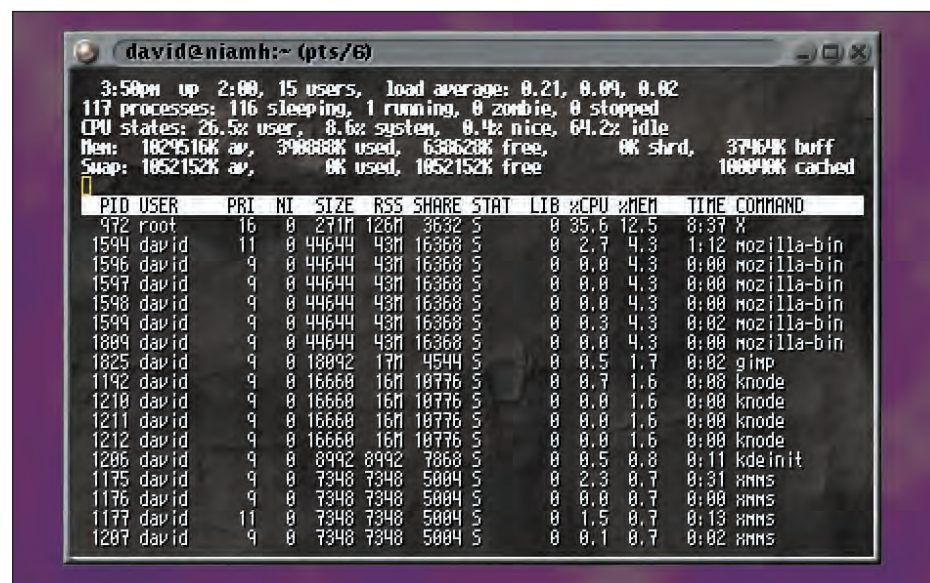 david@niamh:~ (pts/6)
3:50pm up 2:00, 15 users, load average: 0.21, 0.09, 0.02
117 processes: 116 sleeping, 1 running, 0 zombie, 0 stopped
CPU states: 26.5% user, 8.6% system, 0.4% nice, 64.2% idle
Mem: 1029516K av, 390888K used, 638628K free, 0K shrd, 37464K buff
Swap: 1052152K av, 0K used, 1052152K free 100040K cached
PID USER PRI NI SIZE RSS SHARE STAT LIB %CPU %MEM TIME COMMAND
972 root 16 0 271M 126M 3632 S 0 35.6 12.5 8:37 X
1594 david 11 0 44644 43M 16368 S 0 2.7 4.3 1:12 mozilla-bin
1596 david 9 0 44644 43M 16368 S 0 0.0 4.3 0:00 mozilla-bin
1597 david 9 0 44644 43M 16368 S 0 0.0 4.3 0:00 mozilla-bin
1598 david 9 0 44644 43M 16368 S 0 0.0 4.3 0:00 mozilla-bin
1599 david 9 0 44644 43M 16368 S 0 0.3 4.3 0:02 mozilla-bin
1809 david 9 0 44644 43M 16368 S 0 0.0 4.3 0:00 mozilla-bin
1825 david 9 0 18092 17M 4544 S 0 0.5 1.7 0:02 gimp
1192 david 9 0 16660 16M 10776 S 0 0.7 1.6 0:08 knode
1210 david 9 0 16660 16M 10776 S 0 0.0 1.6 0:00 knode
1211 david 9 0 16660 16M 10776 S 0 0.0 1.6 0:00 knode
1212 david 9 0 16660 16M 10776 S 0 0.0 1.6 0:00 knode
1206 david 9 0 8992 8992 7868 S 0 0.5 0.8 0:11 kdeinit
1175 david 9 0 7348 7348 5004 S 0 2.3 0.7 0:31 xmms
1176 david 9 0 7348 7348 5004 S 0 0.0 0.7 0:00 xmms
1177 david 11 0 7348 7348 5004 S 0 1.5 0.7 0:13 xmms
1207 david 9 0 7348 7348 5004 S 0 0.1 0.7 0:02 xmms